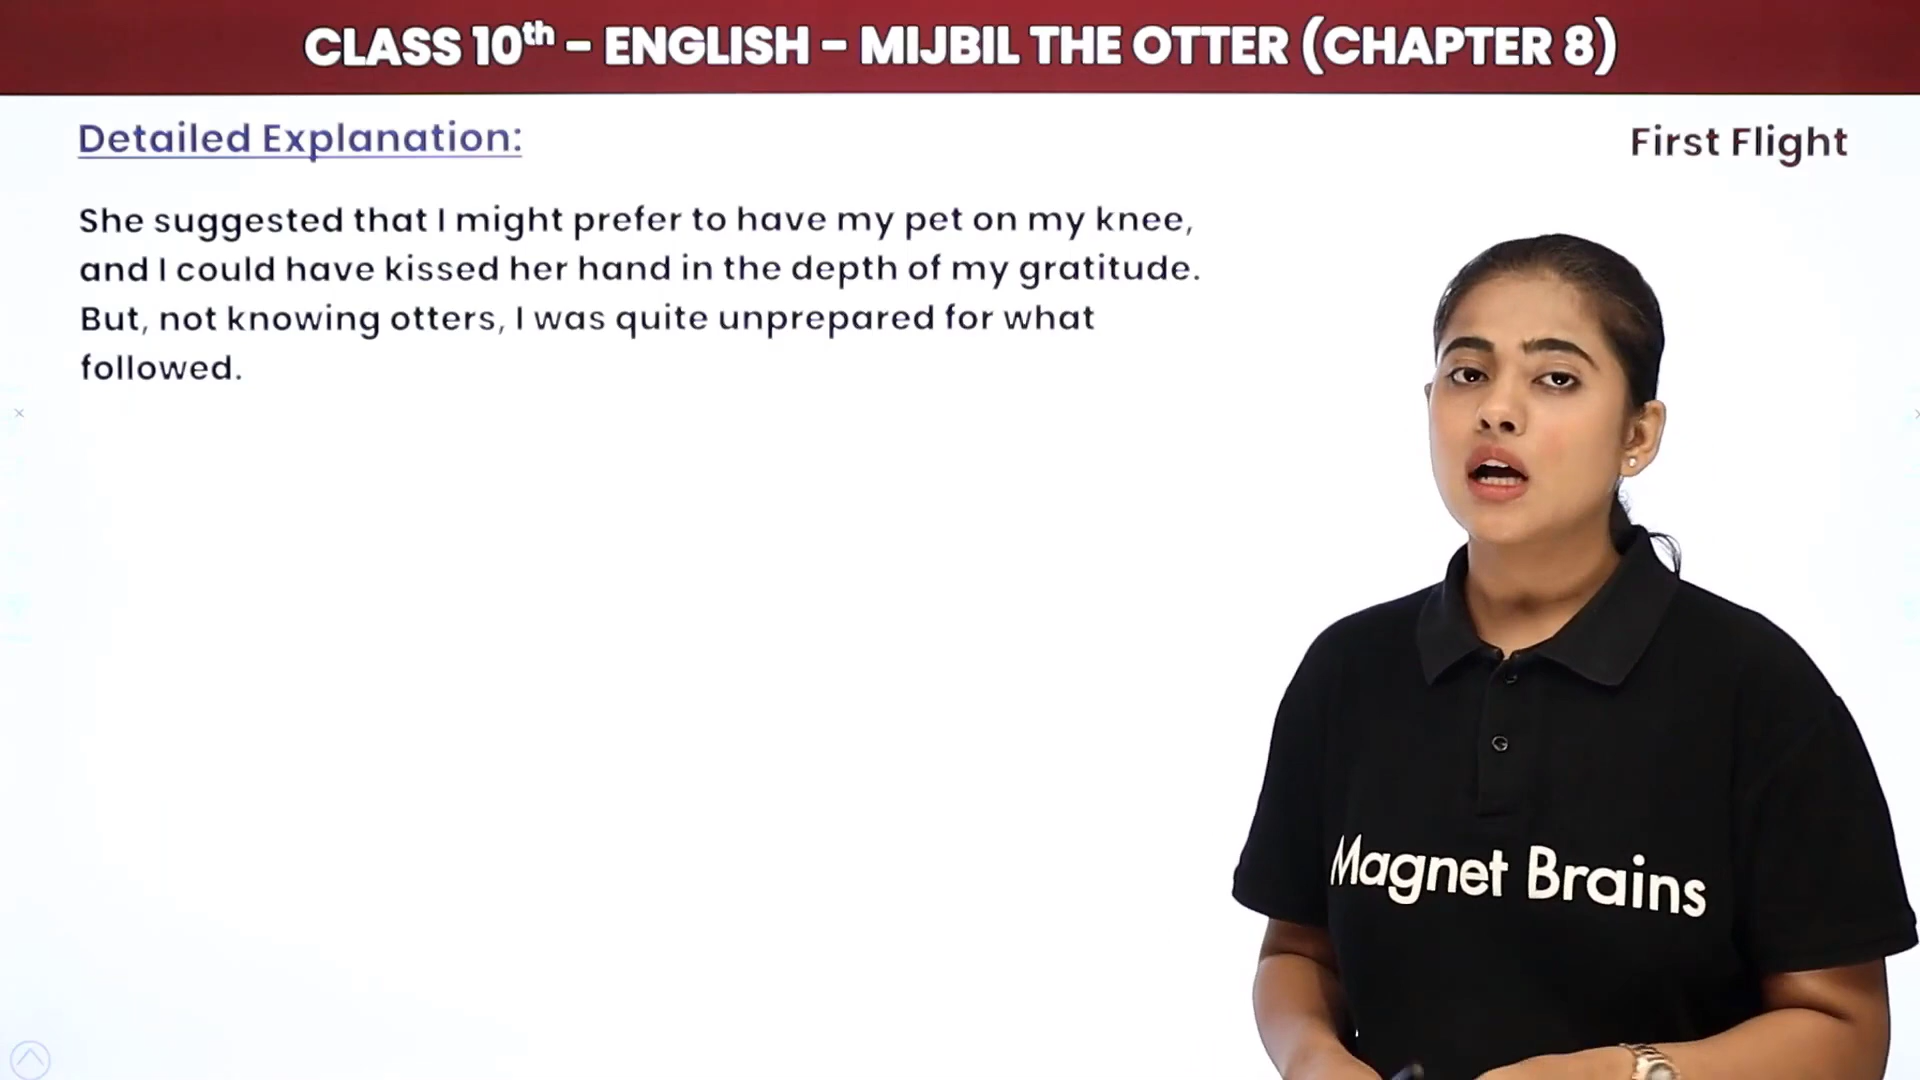 CLASS 10th – ENGLISH – MIJBIL THE OTTER (CHAPTER 8)
Detailed Explanation:
First Flight
She suggested that I might prefer to have my pet on my knee,
and I could have kissed her hand in the depth of my gratitude.
But, not knowing otters, I was quite unprepared for what
followed.
Magnet Brains